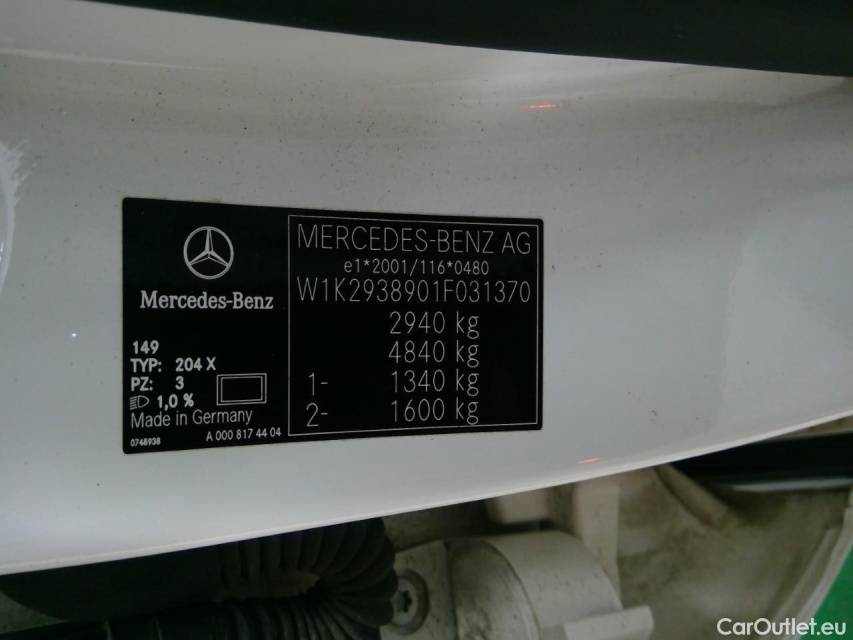 Mercedes-Benz
149
TYP: 204 X
PZ: 3
1,0 %
Made in Germany
0748938
A 000 817 44 04
MERCEDES-BENZ AG
e1*2001/116*0480
W1K2938901F031370
2940 kg
4840 kg
1- 1340 kg
2- 1600 kg
CarOutlet.eu